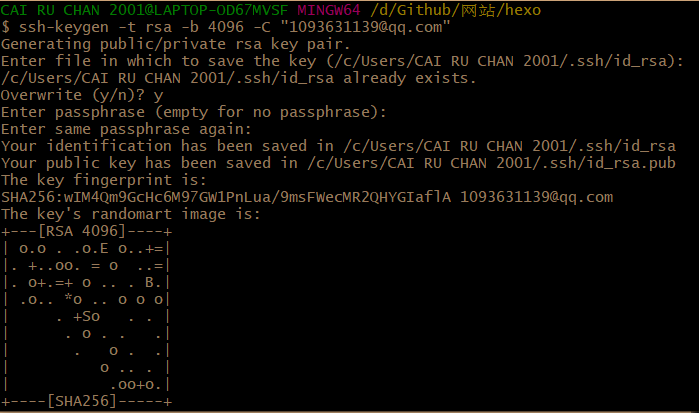 CAI RU CHAN 2001@LAPTOP-OD67MVSF MINGW64 /d/Github/网站/hexo
$ ssh-keygen -t rsa -b 4096 -C "1093631139@qq.com"
Generating public/private rsa key pair.
Enter file in which to save the key (/c/Users/CAI RU CHAN 2001/.ssh/id_rsa):
/c/Users/CAI RU CHAN 2001/.ssh/id_rsa already exists.
Overwrite (y/n)? y
Enter passphrase (empty for no passphrase):
Enter same passphrase again:
Your identification has been saved in /c/Users/CAI RU CHAN 2001/.ssh/id_rsa
Your public key has been saved in /c/Users/CAI RU CHAN 2001/.ssh/id_rsa.pub
The key fingerprint is:
SHA256:wIM4Qm9GcHc6M97GW1PnLua/9msFWecMR2QHYGIaflA 1093631139@qq.com
The key's randomart image is:
+---[RSA 4096]----+
| o.o . .o.E o..+=|
|. +..oo. = o  ..=|
|. o+.=+ o .. . B.|
| .o.. *o .. o o o|
|     . +So   . . |
|      . o . .   .|
|       .   o .  .|
|          o .. . |
|           .oo+o.|
+----[SHA256]-----+